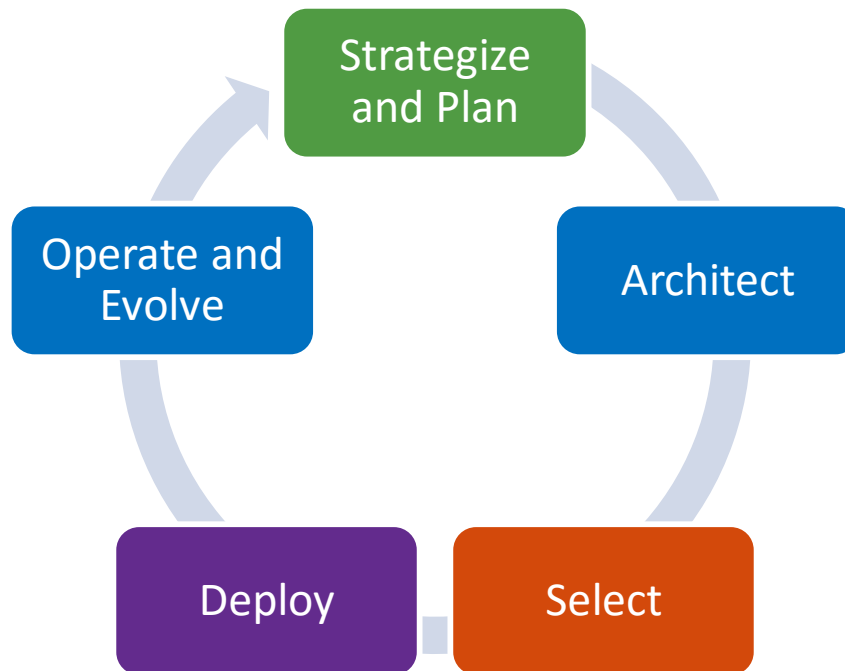 Strategize
and Plan
Architect
Select
Deploy
Operate and
Evolve